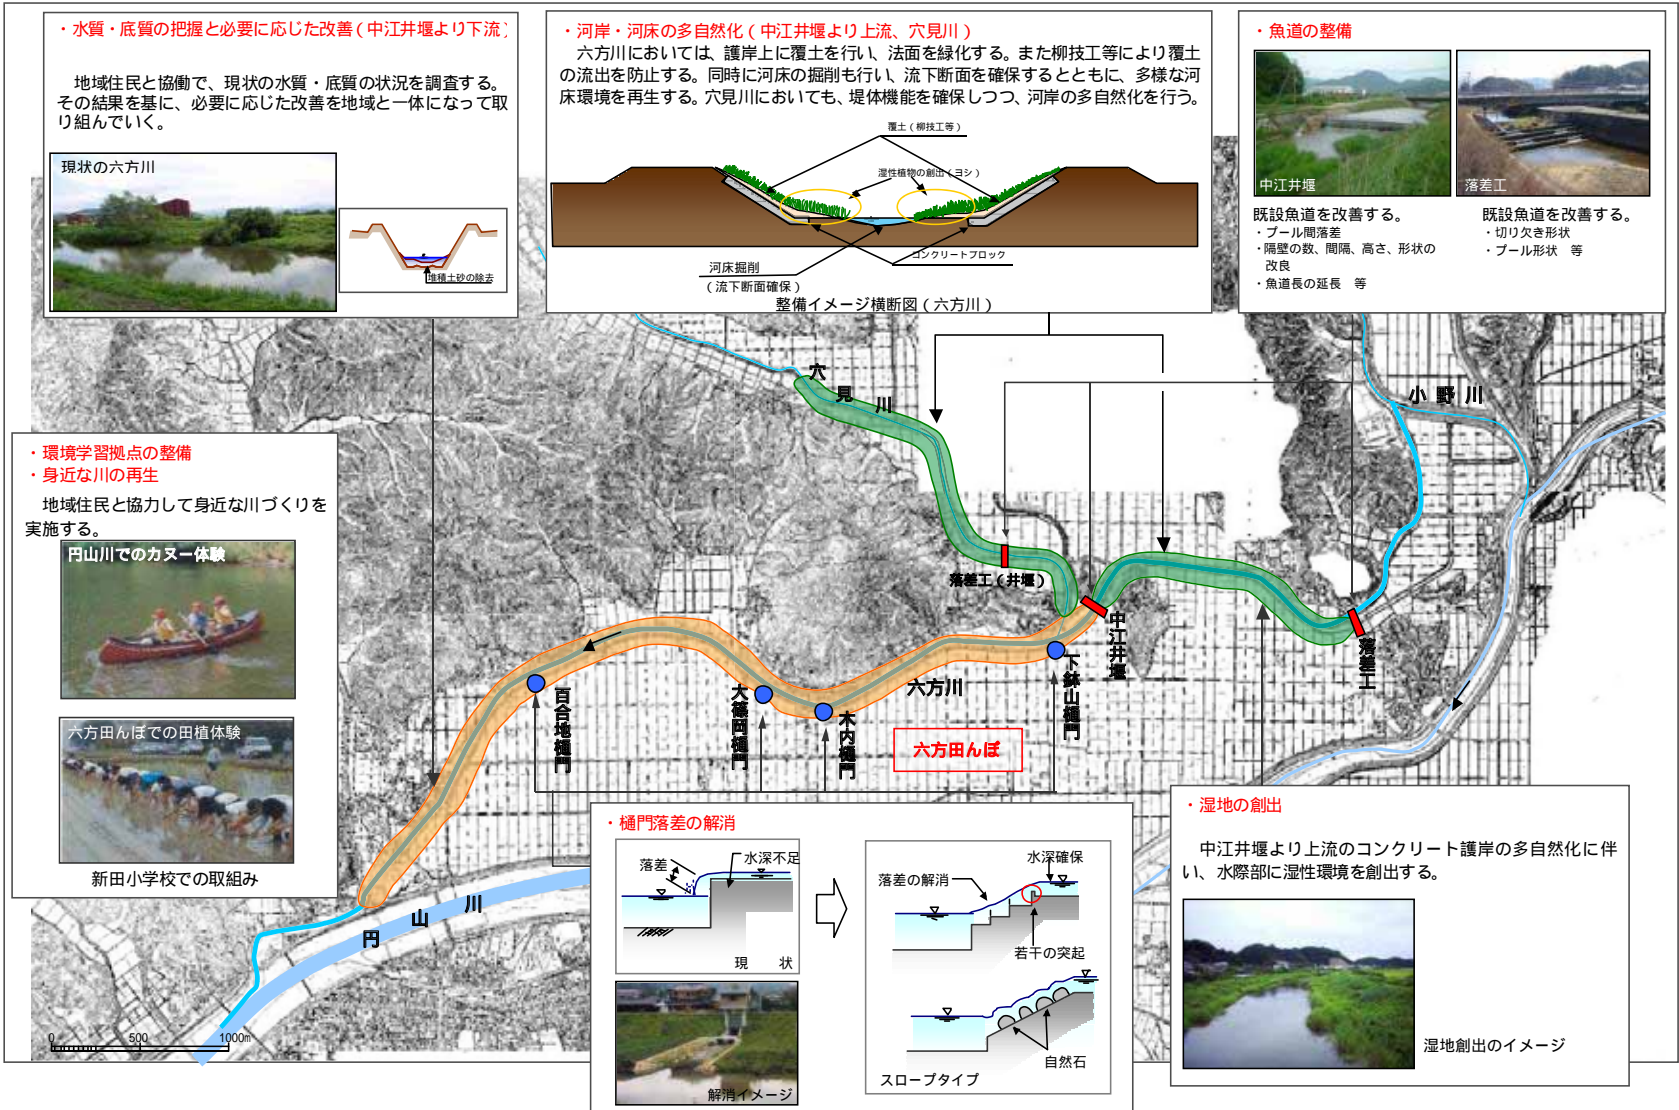 ・水質・底質の把握と必要に応じた改善(中江井堰より下流)
地域住民と協働で、現状の水質・底質の状況を調査する。
その結果を基に、必要に応じた改善を地域と一体になって取
り組んでいく。
現状の六方川
堆積土砂の除去
・河岸・河床の多自然化(中江井堰より上流、穴見川)
六方川においては、護岸上に覆土を行い、法面を緑化する。また柳技工等により覆土
の流出を防止する。同時に河床の掘削も行い、流下断面を確保するとともに、多様な河
床環境を再生する。穴見川においても、堤体機能を確保しつつ、河岸の多自然化を行う。
覆土(柳技工等)
湿性植物の創出(ヨシ)
コンクリートブロック
河床掘削
(流下断面確保)
整備イメージ横断図(六方川)
・魚道の整備
中江井堰
落差工
既設魚道を改善する。
・プール間落差
・隔壁の数、間隔、高さ、形状の
改良
・魚道長の延長 等
既設魚道を改善する。
・切り欠き形状
・プール形状 等
穴見川
小野川
・環境学習拠点の整備
・身近な川の再生
地域住民と協力して身近な川づくりを
実施する。
円山川でのカヌー体験
六方田んぼでの田植体験
新田小学校での取組み
落差工(井堰)
中江井堰
落差工
下鉢山樋門
六方川
木内樋門
大篠岡樋門
百合地樋門
六方田んぼ
円山川
0 500 1000m
・樋門落差の解消
落差
水深不足
現 状
解消イメージ
落差の解消
水深確保
若干の突起
自然石
スロープタイプ
・湿地の創出
中江井堰より上流のコンクリート護岸の多自然化に伴
い、水際部に湿性環境を創出する。
湿地創出のイメージ